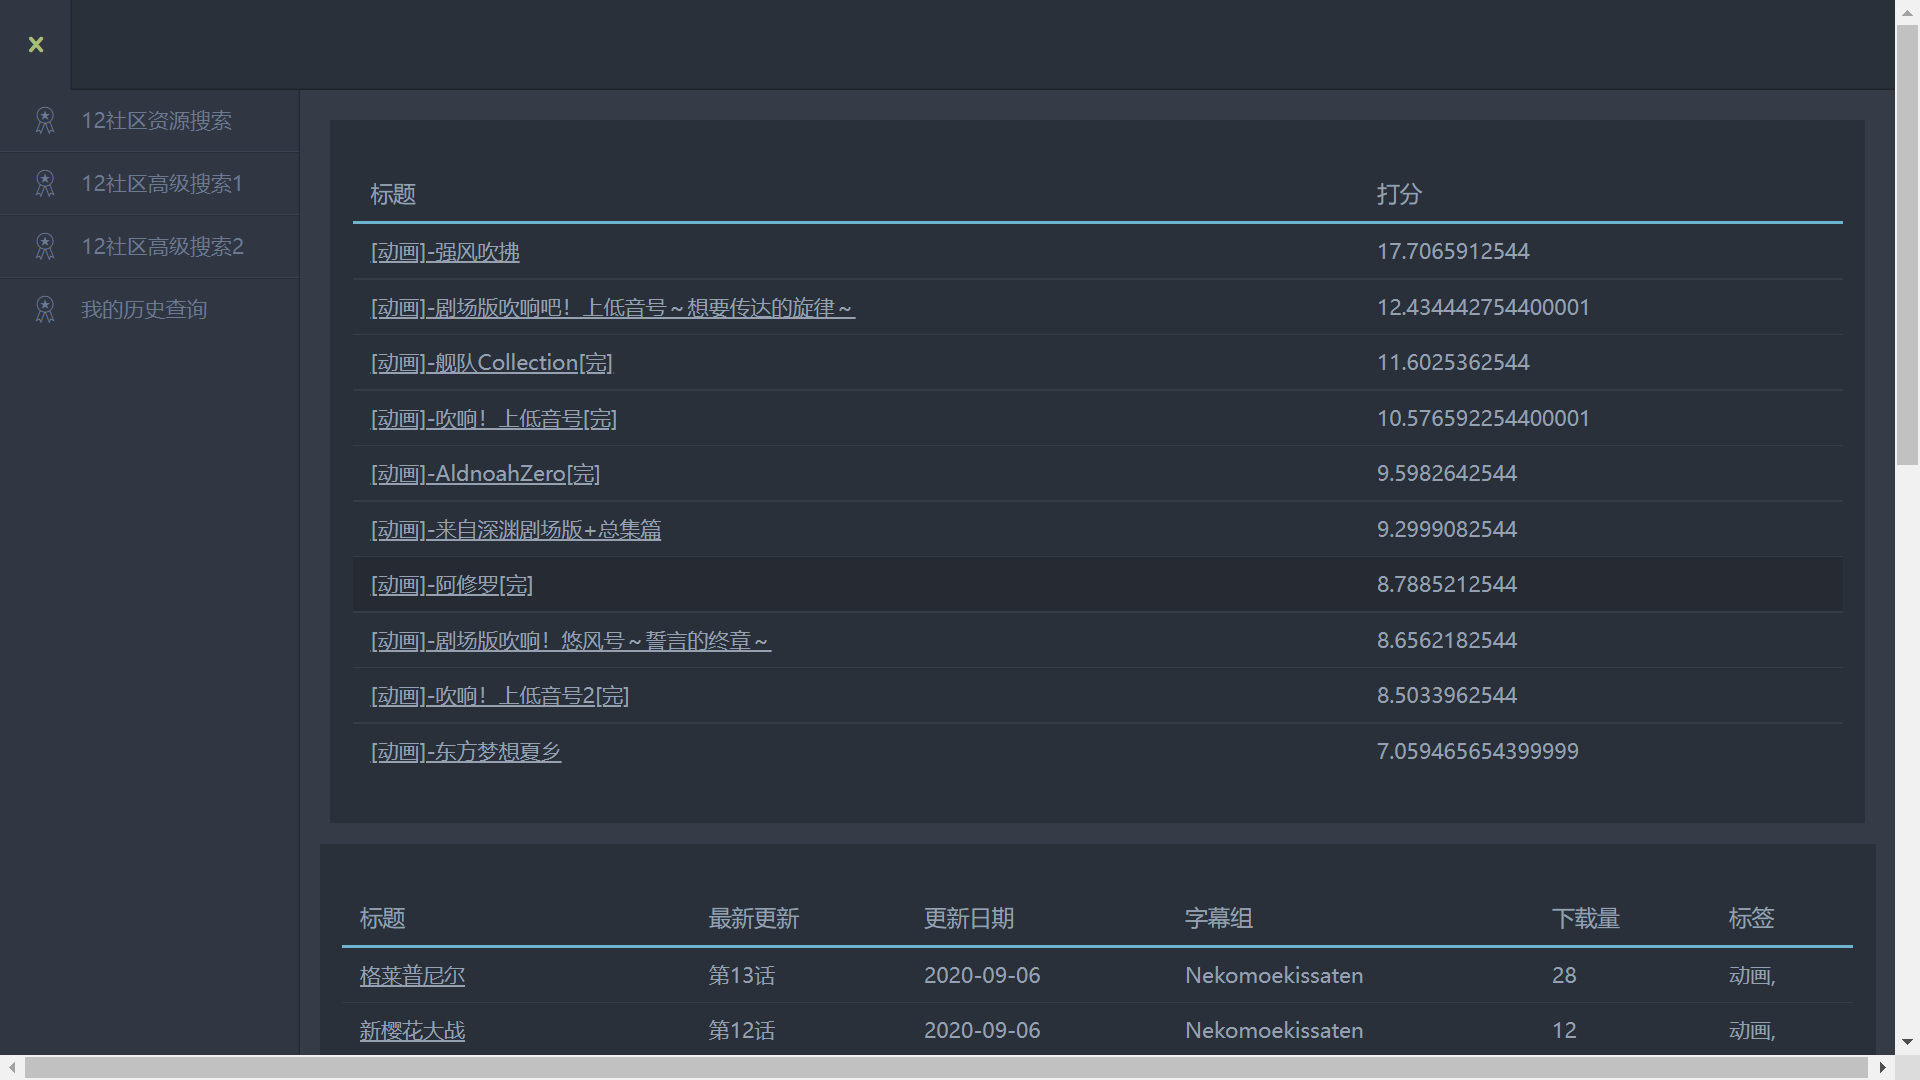 x
12社区资源搜索
12社区高级搜索1
12社区高级搜索2
我的历史查询
标题 打分
[动画]-强风吹拂 17.7065912544
[动画]-剧场版吹响吧！上低音号～想要传达的旋律～ 12.434442754400001
[动画]-舰队Collection[完] 11.6025362544
[动画]-吹响！上低音号[完] 10.576592254400001
[动画]-AldnoahZero[完] 9.5982642544
[动画]-来自深渊剧场版+总集篇 9.2999082544
[动画]-阿修罗[完] 8.7885212544
[动画]-剧场版吹响！悠风号～誓言的终章～ 8.6562182544
[动画]-吹响！上低音号2[完] 8.5033962544
[动画]-东方梦想夏乡 7.059465654399999
标题 最新更新 更新日期 字幕组 下载量 标签
格莱普尼尔 第13话 2020-09-06 Nekomoekissaten 28 动画,
新樱花大战 第12话 2020-09-06 Nekomoekissaten 12 动画,